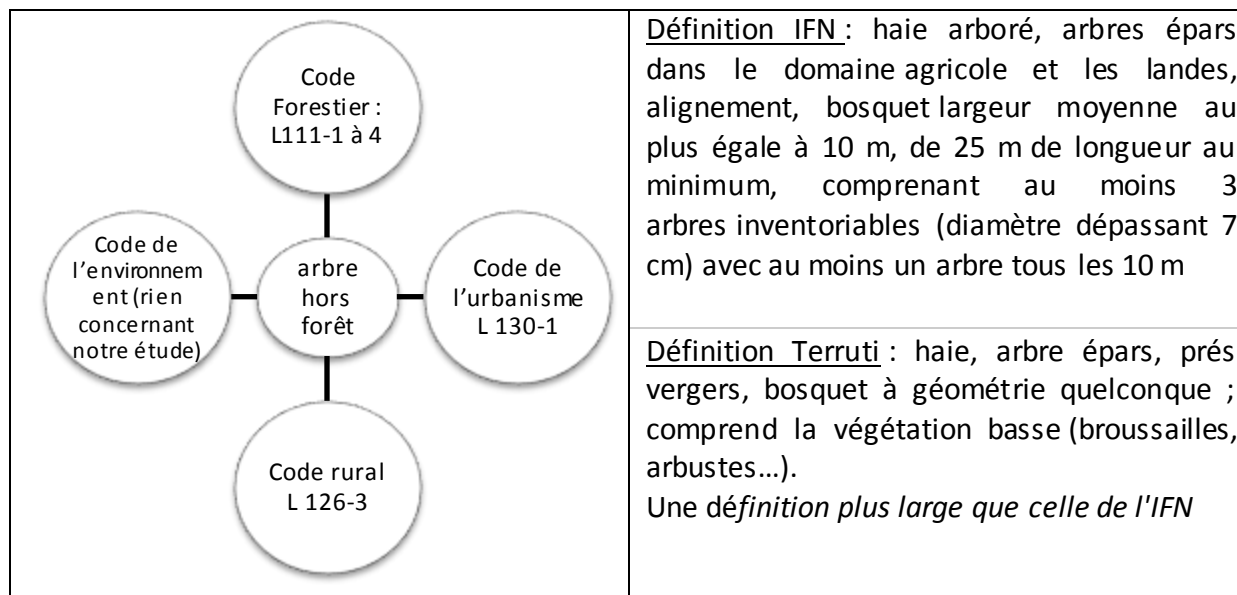 Code
Forestier :
L111-1 à 4
Code de
l'environnem
ent (rien
concernant
notre étude)
arbre
hors
forêt
Code de
l'urbanisme
L 130-1
Code rural
L 126-3
Définition IFN : haie arboré, arbres épars
dans le domaine agricole et les landes,
alignement, bosquet largeur moyenne au
plus égale à 10 m, de 25 m de longueur au
minimum, comprenant au moins 3
arbres inventoriables (diamètre dépassant 7
cm) avec au moins un arbre tous les 10 m
Définition Terruti : haie, arbre épars, prés
vergers, bosquet à géométrie quelconque ;
comprend la végétation basse (broussailles,
arbustes…).
Une définition plus large que celle de l'IFN